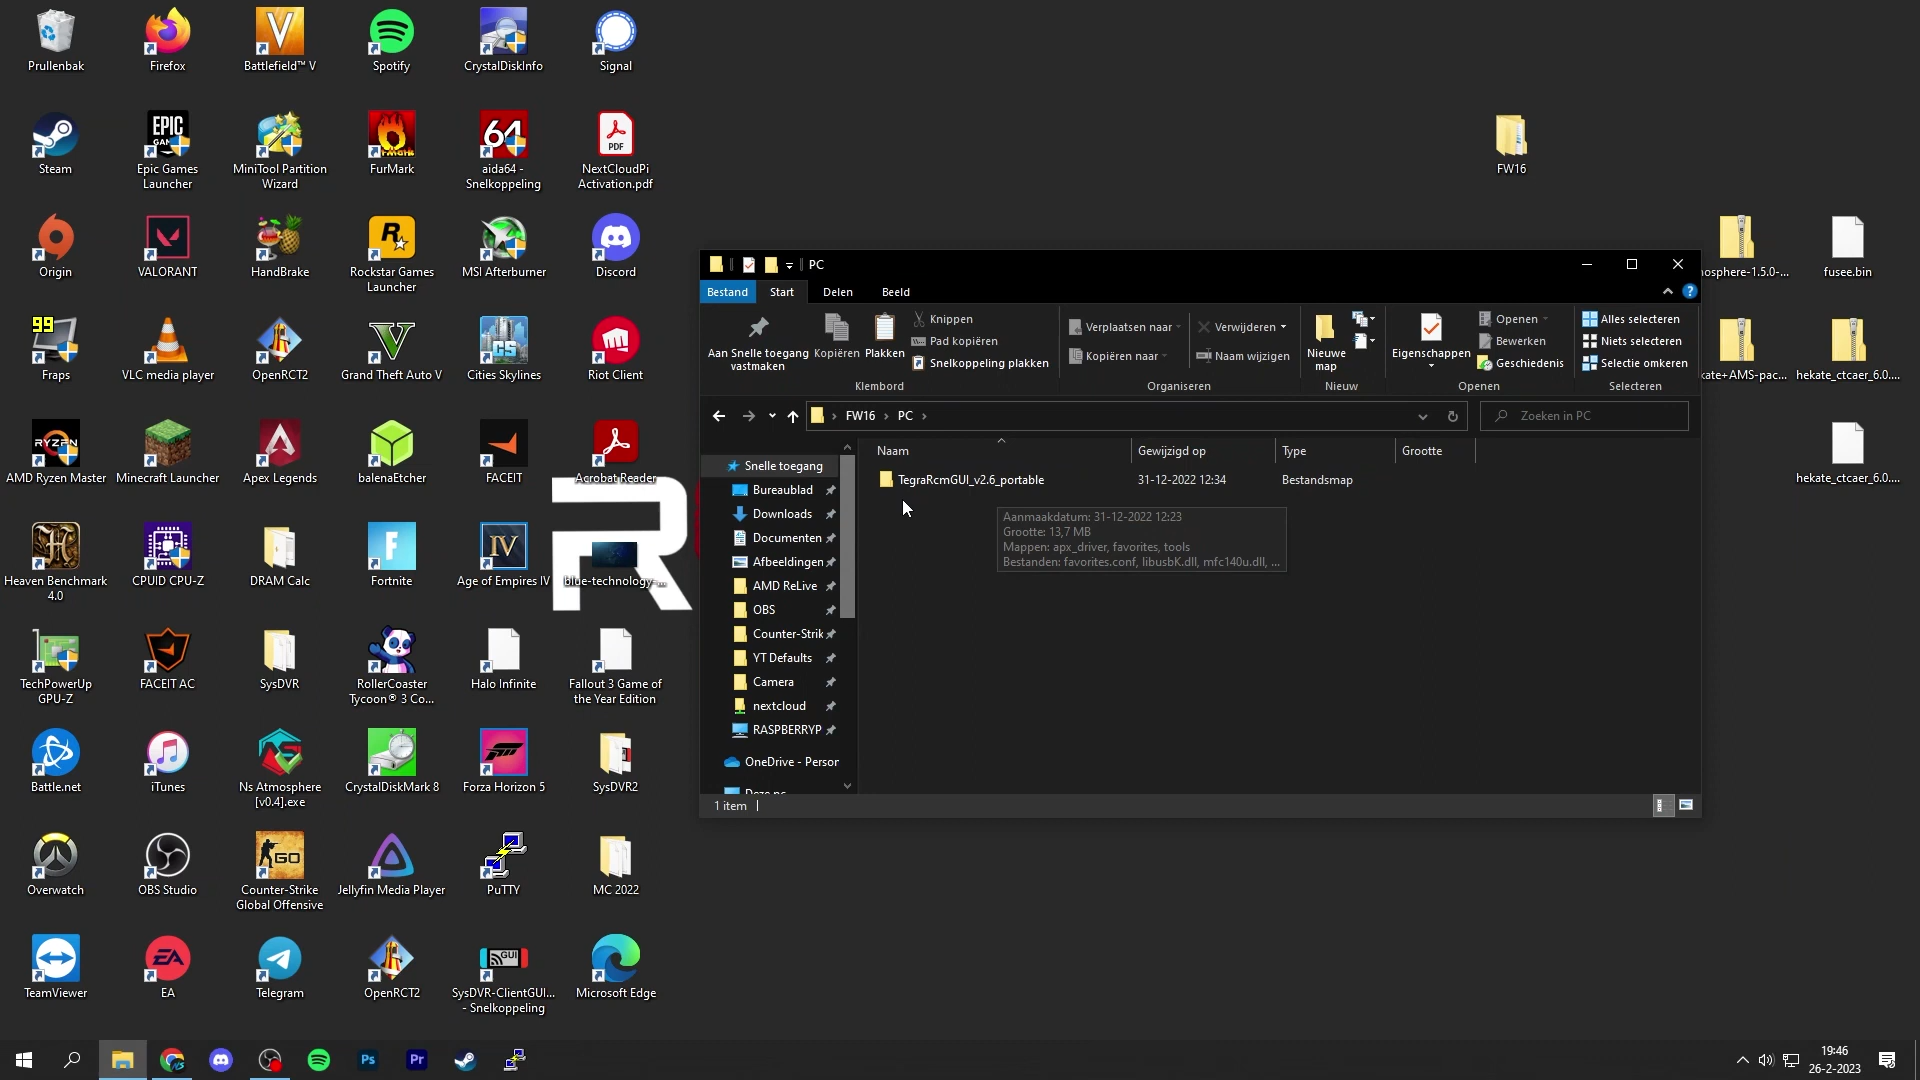 Prullenbak
Firefox
Battlefield™ V
Spotify
CrystalDiskInfo
Signal
Steam
Epic Games
Launcher
MiniTool Partition
Wizard
FurMark
aida64 -
Snelkoppeling
NextCloudPi
Activation.pdf
FW16
Origin
VALORANT
HandBrake
Rockstar Games
Launcher
MSI Afterburner
Discord
osphere-1.5.0-...
fusee.bin
Fraps
VLC media player
OpenRCT2
Grand Theft Auto V
Cities Skylines
Riot Client
kate+AMS-pac...
hekate_ctcaer_6.0....
AMD Ryzen Master
Minecraft Launcher
Apex Legends
balenaEtcher
FACEIT
Acrobat Reader
hekate_ctcaer_6.0....
Heaven Benchmark
4.0
CPUID CPU-Z
DRAM Calc
Fortnite
Age of Empires IV
blue-technology-...
TechPowerUp
GPU-Z
FACEIT AC
SysDVR
RollerCoaster
Tycoon® 3 Co...
Halo Infinite
Fallout 3 Game of
the Year Edition
Battle.net
iTunes
Ns Atmosphere
[v0.4].exe
CrystalDiskMark 8
Forza Horizon 5
SysDVR2
Overwatch
OBS Studio
Counter-Strike
Global Offensive
Jellyfin Media Player
PuTTY
MC 2022
TeamViewer
EA
Telegram
OpenRCT2
SysDVR-ClientGUI...
- Snelkoppeling
Microsoft Edge
PC
Bestand
Start
Delen
Beeld
Aan Snelle toegang
vastmaken
Kopiëren
Plakken
Knippen
Pad kopiëren
Snelkoppeling plakken
Klembord
Verplaatsen naar
Kopiëren naar
Verwijderen
Naam wijzigen
Organiseren
Nieuwe
map
Nieuw
Eigenschappen
Openen
Bewerken
Geschiedenis
Openen
Alles selecteren
Niets selecteren
Selectie omkeren
Selecteren
FW16 › PC ›
Zoeken in PC
Naam
Gewijzigd op
Type
Grootte
TegraRcmGUI_v2.6_portable
31-12-2022 12:34
Bestandsmap
Aanmaakdatum: 31-12-2022 12:23
Grootte: 13,7 MB
Mappen: apx_driver, favorites, tools
Bestanden: favorites.conf, libusbK.dll, mfc140u.dll, ...
Snelle toegang
Bureaublad
Downloads
Documenten
Afbeeldingen
AMD ReLive
OBS
Counter-Strik
YT Defaults
Camera
nextcloud
RASPBERRYP
OneDrive - Person
Deze pc
1 item
19:46
26-2-2023